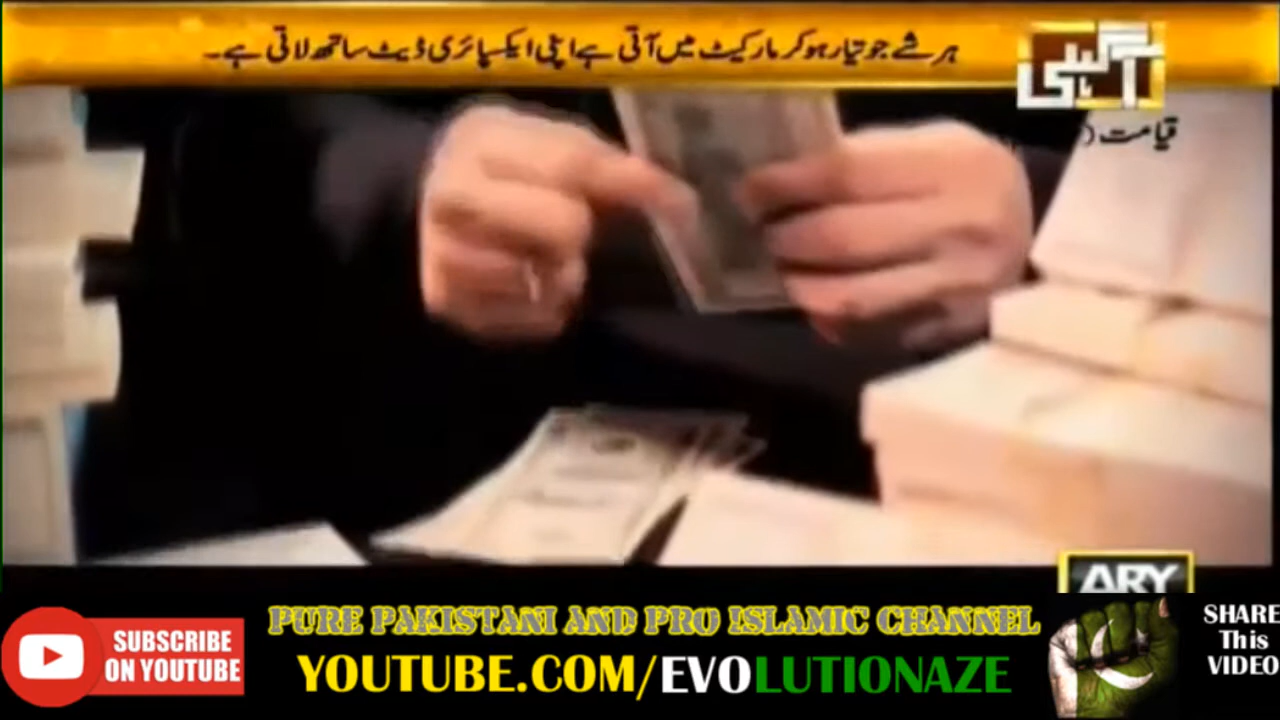 ہر شے جو تیار ہو کر مارکیٹ میں آتی ہے اپنی ایکسپائری ڈیٹ ساتھ لاتی ہے۔
آگہی
قیامت (
ARY
SUBSCRIBE
ON YOUTUBE
PURE PAKISTANI AND PRO ISLAMIC CHANNEL
YOUTUBE.COM/EVOLUTIONAZE
SHARE
This
VIDEO